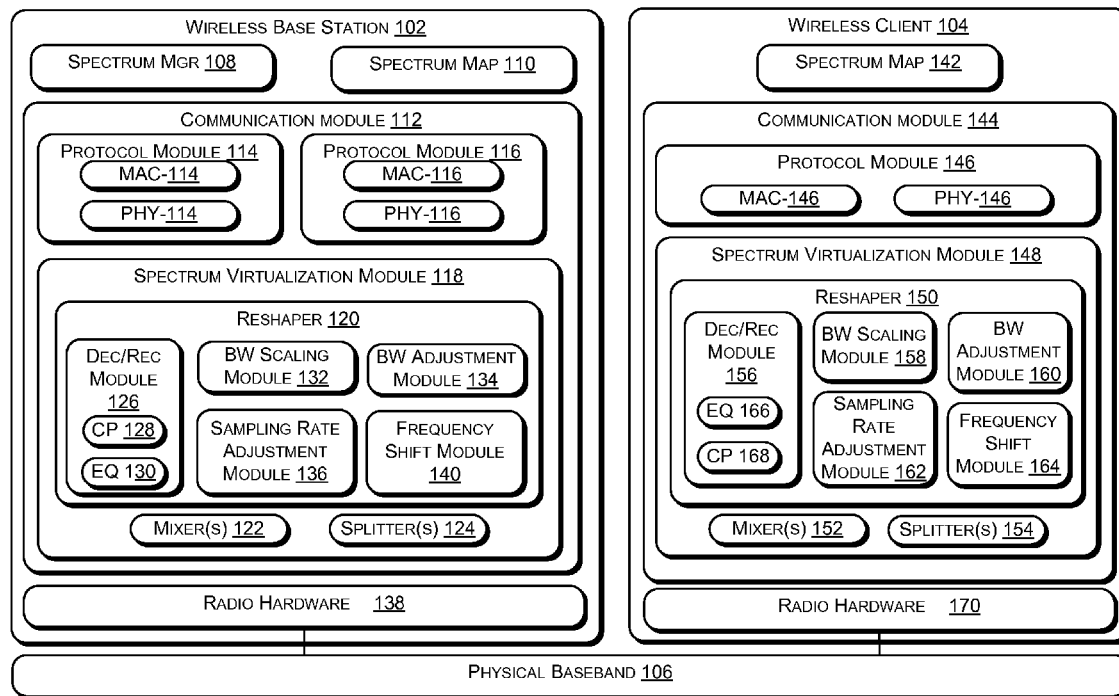 WIRELESS BASE STATION 102
SPECTRUM MGR 108
SPECTRUM MAP 110
COMMUNICATION MODULE 112
PROTOCOL MODULE 114
MAC-114
PHY-114
PROTOCOL MODULE 116
MAC-116
PHY-116
SPECTRUM VIRTUALIZATION MODULE 118
RESHAPER 120
DEC/REC
MODULE
126
CP 128
EQ 130
BW SCALING
MODULE 132
BW ADJUSTMENT
MODULE 134
SAMPLING RATE
ADJUSTMENT
MODULE 136
FREQUENCY
SHIFT MODULE
140
MIXER(S) 122
SPLITTER(S) 124
RADIO HARDWARE 138
WIRELESS CLIENT 104
SPECTRUM MAP 142
COMMUNICATION MODULE 144
PROTOCOL MODULE 146
MAC-146
PHY-146
SPECTRUM VIRTUALIZATION MODULE 148
RESHAPER 150
DEC/REC
MODULE
156
EQ 166
CP 168
BW SCALING
MODULE 158
BW
ADJUSTMENT
MODULE 160
SAMPLING
RATE
ADJUSTMENT
MODULE 162
FREQUENCY
SHIFT
MODULE 164
MIXER(S) 152
SPLITTER(S) 154
RADIO HARDWARE 170
PHYSICAL BASEBAND 106